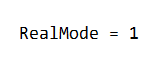 RealMode = 1